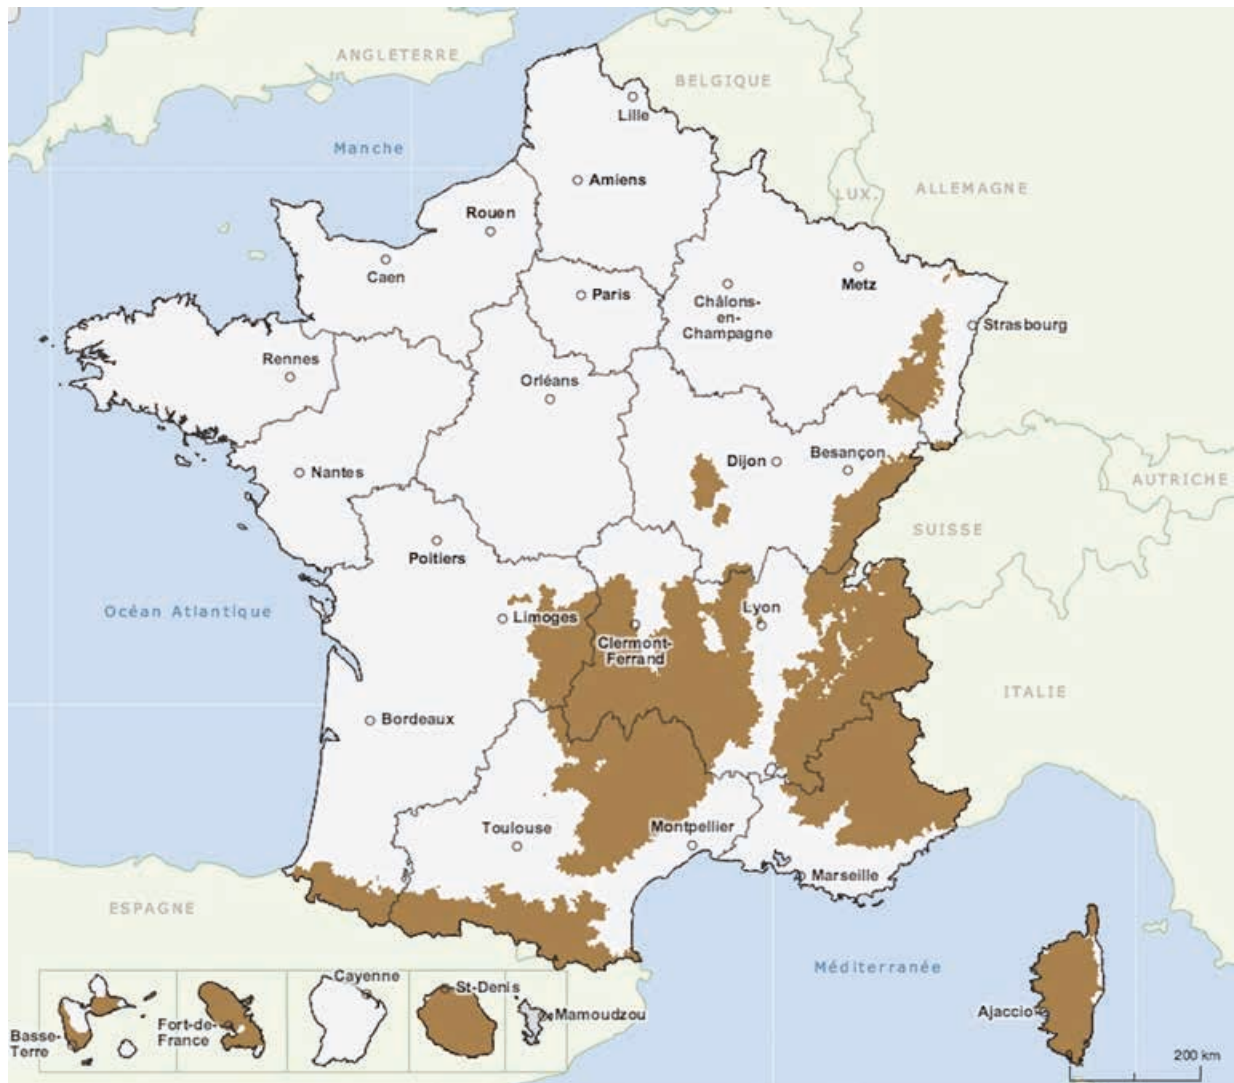 ANGLETERRE
BELGIQUE
Lille
Manche
Amiens
LUX.
ALLEMAGNE
Rouen
Caen
Paris
Metz
Châlons-
en-
Champagne
Strasbourg
Rennes
Orléans
Dijon
Besançon
Nantes
AUTRICHE
SUISSE
Poitiers
Océan Atlantique
Limoges
Lyon
Clermont-
Ferrand
ITALIE
Bordeaux
Toulouse
Montpellier
Marseille
ESPAGNE
Méditerranée
Cayenne
St-Denis
Ajaccio
Mamoudzou
Fort-de-
France
Basse-
Terre
200 km